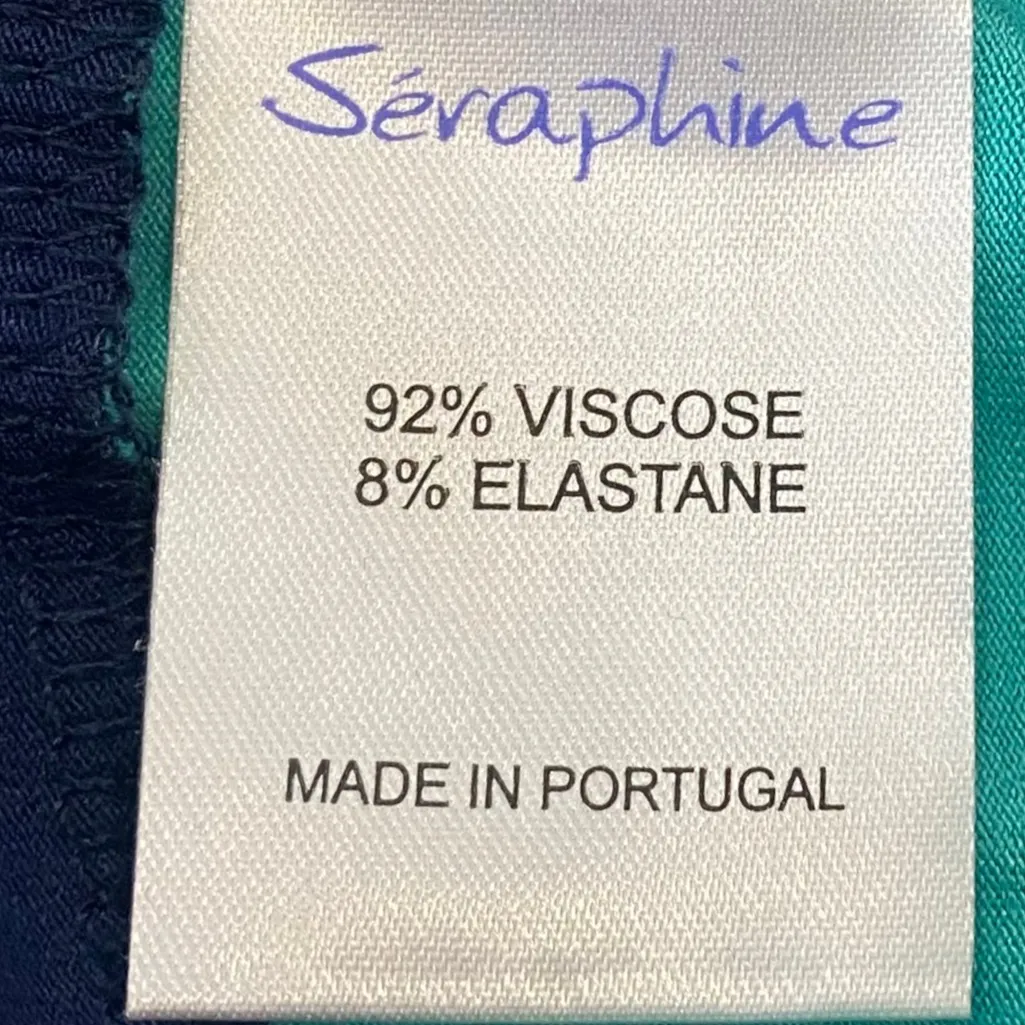 Séraphine
92% VISCOSE
8% ELASTANE
MADE IN PORTUGAL